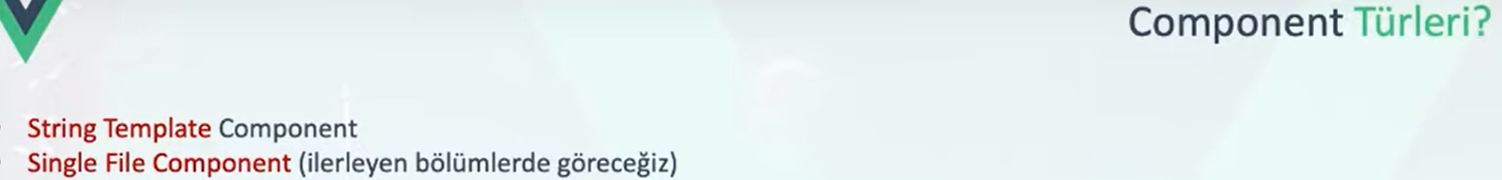 Component Türleri?
String Template Component
Single File Component (ilerleyen bölümlerde göreceğiz)